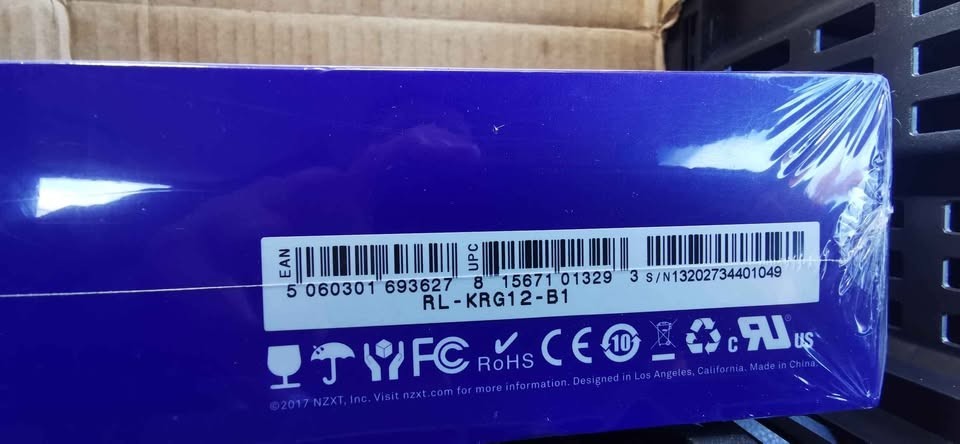 EAN
5 060301 693627
UPC
8 15671 01329 3
S/N13202734401049
RL-KRG12-B1
FC
RoHS
CE
10
c RU US
©2017 NZXT, Inc. Visit nzxt.com for more information. Designed in Los Angeles, California. Made in China.